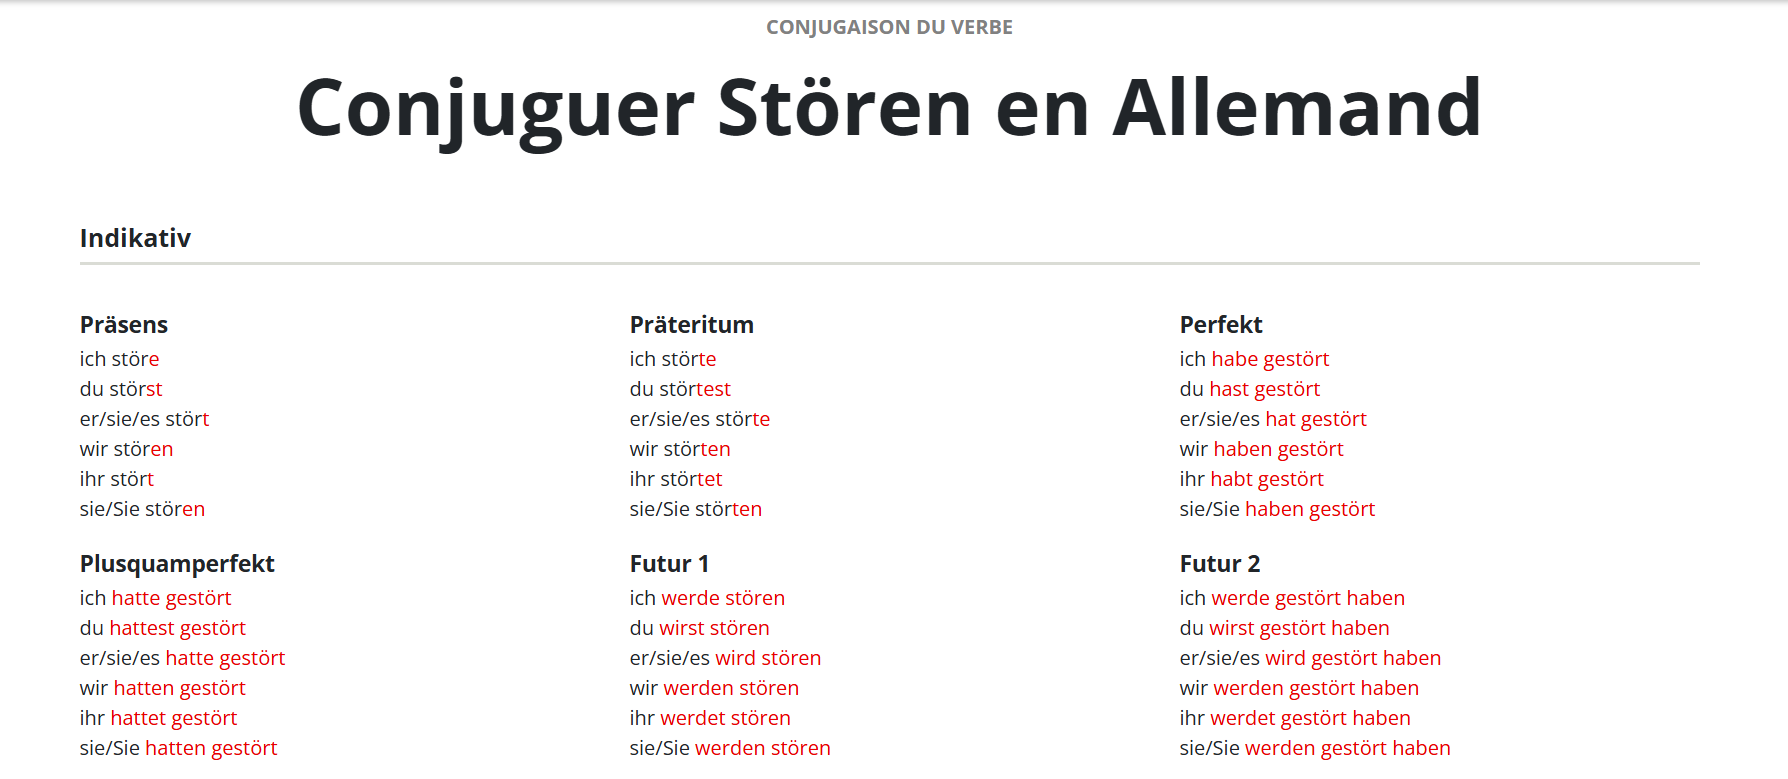 CONJUGAISON DU VERBE
Conjuguer Stören en Allemand
Indikativ
Präsens
ich störe
du störst
er/sie/es stört
wir stören
ihr stört
sie/Sie stören
Präteritum
ich störte
du störtest
er/sie/es störte
wir störten
ihr störtet
sie/Sie störten
Perfekt
ich habe gestört
du hast gestört
er/sie/es hat gestört
wir haben gestört
ihr habt gestört
sie/Sie haben gestört
Plusquamperfekt
ich hatte gestört
du hattest gestört
er/sie/es hatte gestört
wir hatten gestört
ihr hattet gestört
sie/Sie hatten gestört
Futur 1
ich werde stören
du wirst stören
er/sie/es wird stören
wir werden stören
ihr werdet stören
sie/Sie werden stören
Futur 2
ich werde gestört haben
du wirst gestört haben
er/sie/es wird gestört haben
wir werden gestört haben
ihr werdet gestört haben
sie/Sie werden gestört haben